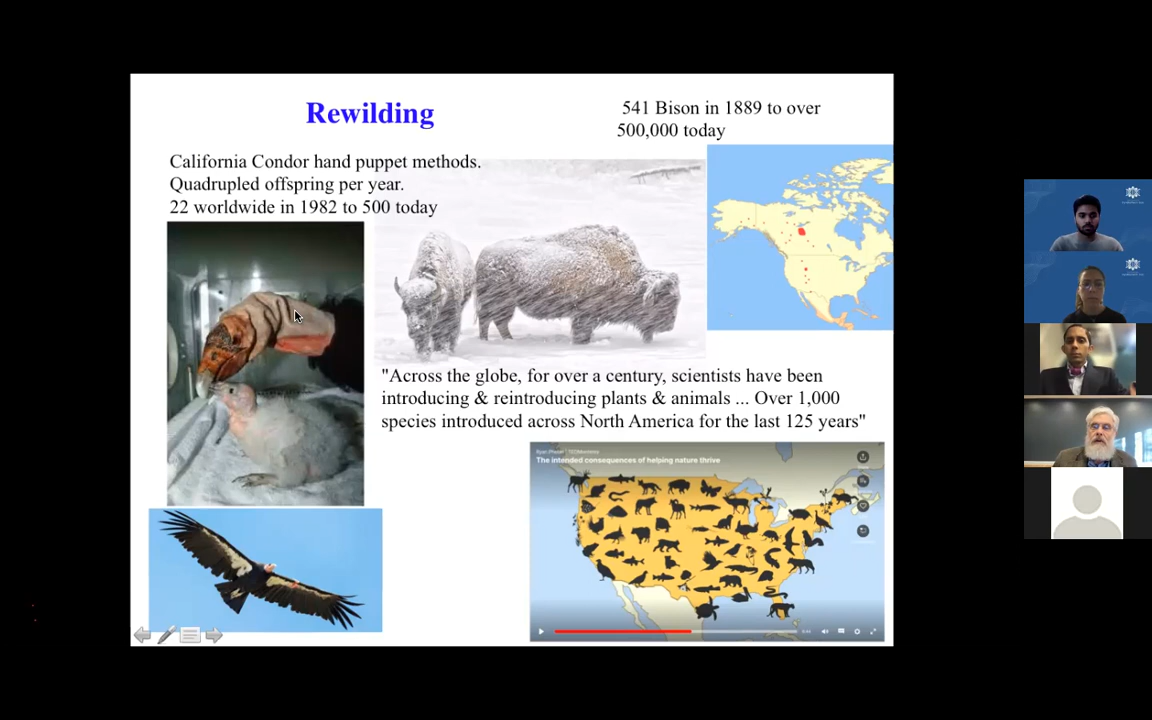 Rewilding
541 Bison in 1889 to over
500,000 today
California Condor hand puppet methods.
Quadrupled offspring per year.
22 worldwide in 1982 to 500 today
"Across the globe, for over a century, scientists have been
introducing & reintroducing plants & animals ... Over 1,000
species introduced across North America for the last 125 years"
The intended consequences of helping nature thrive